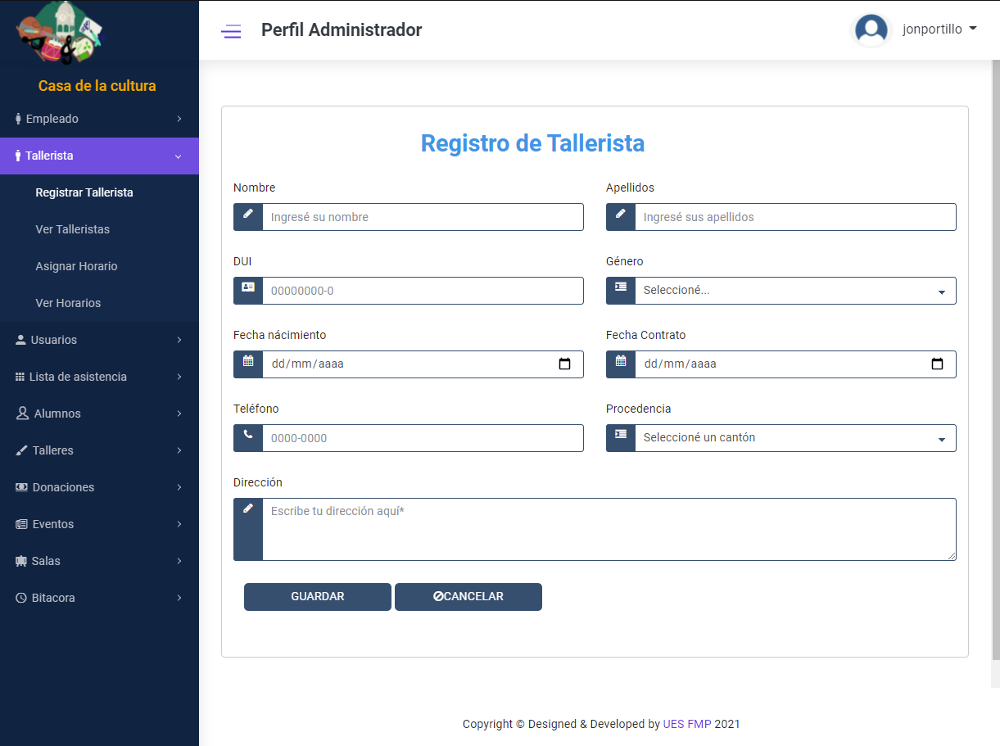 Perfil Administrador
jonportillo
Casa de la cultura
Empleado
Tallerista
Registrar Tallerista
Ver Talleristas
Asignar Horario
Ver Horarios
Usuarios
Lista de asistencia
Alumnos
Talleres
Donaciones
Eventos
Salas
Bitacora
Registro de Tallerista
Nombre
Ingresé su nombre
Apellidos
Ingresé sus apellidos
DUI
00000000-0
Género
Seleccioné...
Fecha nácimiento
dd/mm/aaaa
Fecha Contrato
dd/mm/aaaa
Teléfono
0000-0000
Procedencia
Seleccioné un cantón
Dirección
Escribe tu dirección aquí*
GUARDAR
CANCELAR
Copyright © Designed & Developed by UES FMP 2021